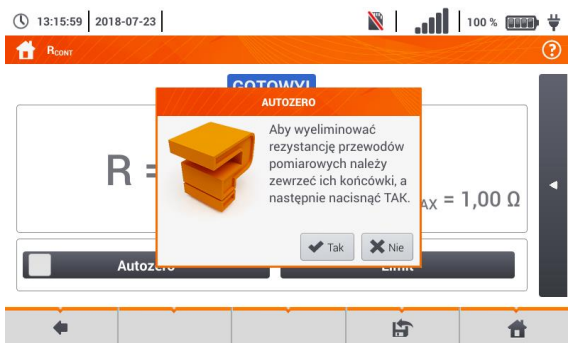 13:15:59 2018-07-23 100 %
RCONT
GOTOWY!
AUTOZERO
Aby wyeliminować
rezystancję przewodów
pomiarowych należy
zewrzeć ich końcówki, a
następnie nacisnąć TAK.
R =
AX = 1,00 Ω
Tak Nie
Autozero Limit